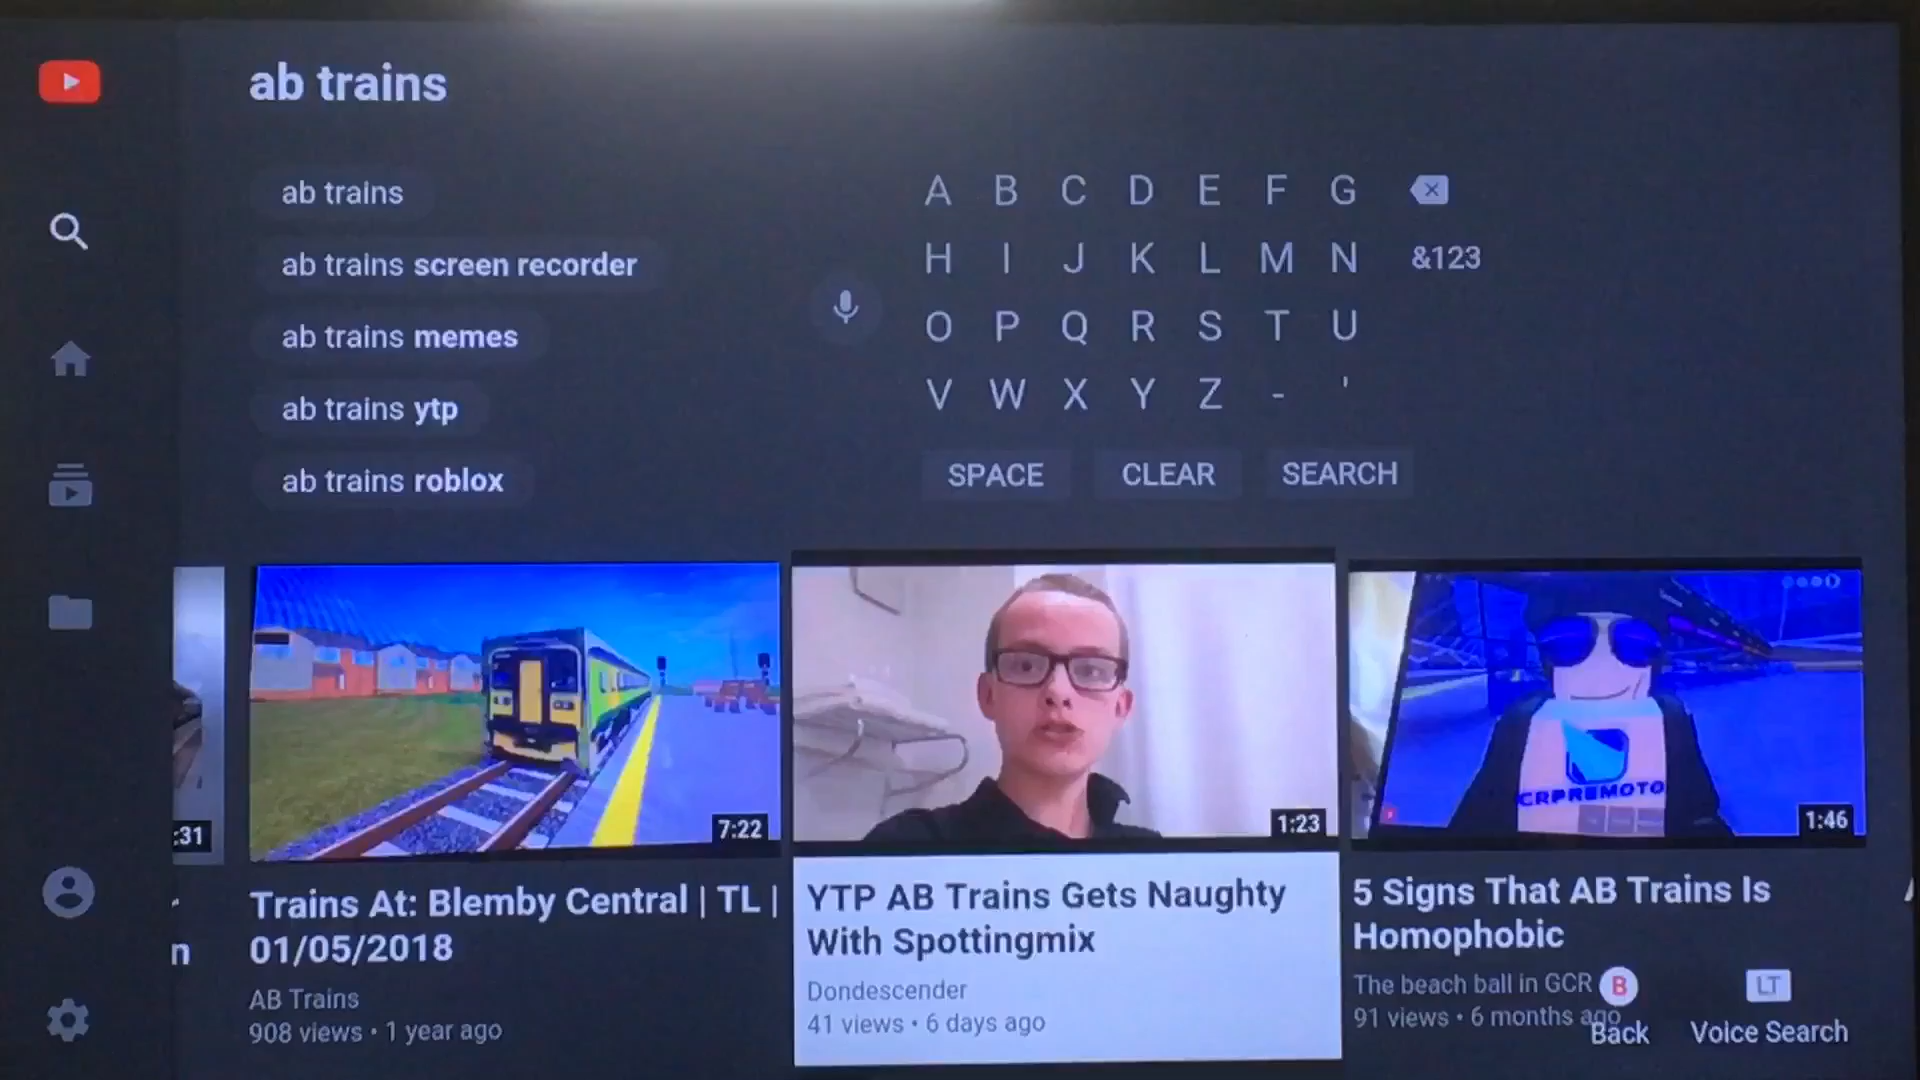 ab trains
ab trains
ab trains screen recorder
ab trains memes
ab trains ytp
ab trains roblox
A B C D E F G
H I J K L M N &123
O P Q R S T U
V W X Y Z - '
SPACE CLEAR SEARCH
:31
7:22
1:23
CRPREMOTO
1:46
n
Trains At: Blemby Central | TL |
01/05/2018
AB Trains
908 views • 1 year ago
YTP AB Trains Gets Naughty
With Spottingmix
Dondescender
41 views • 6 days ago
5 Signs That AB Trains Is
Homophobic
The beach ball in GCR
91 views • 6 months ago
B
Back
LT
Voice Search